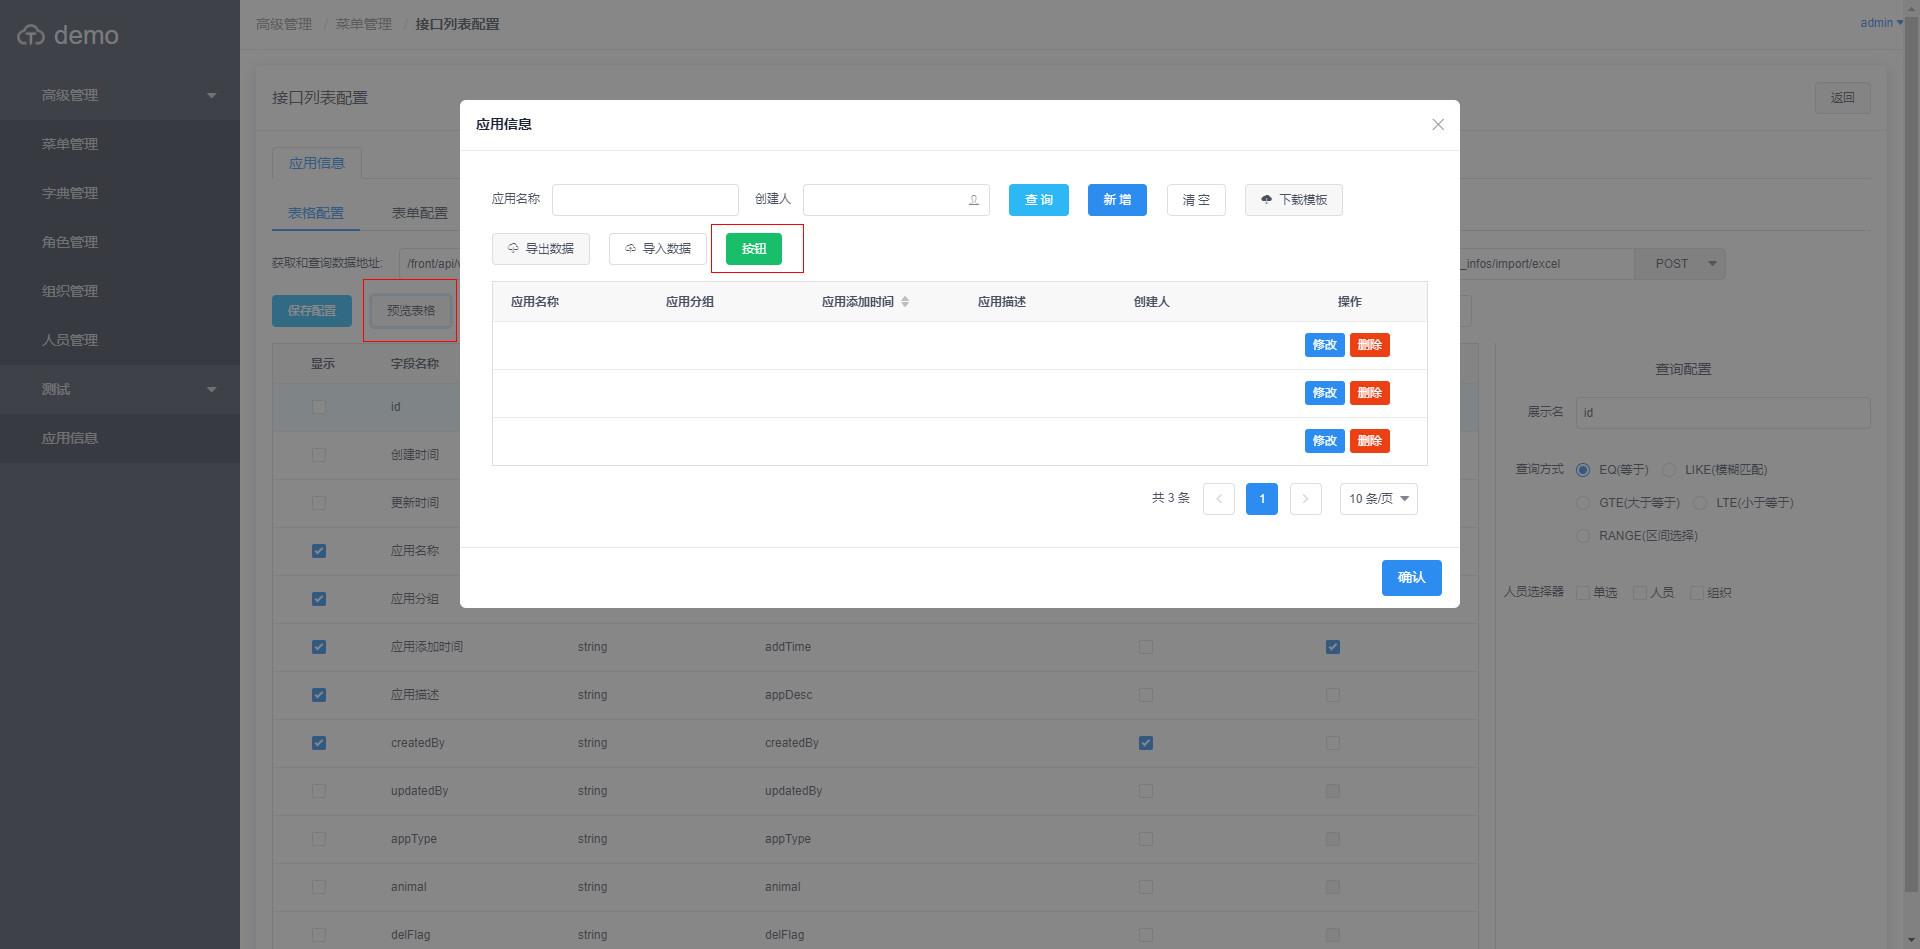 demo
高级管理
菜单管理
字典管理
角色管理
组织管理
人员管理
测试
应用信息
高级管理 / 菜单管理 / 接口列表配置
admin
接口列表配置
返回
应用信息
表格配置 表单配置
获取和查询数据地址: /front/api/
_infos/import/excel POST
保存配置 预览表格
应用信息
应用名称 创建人 查 询 新 增 清 空 下载模板
导出数据 导入数据 按钮
应用名称 应用分组 应用添加时间 应用描述 创建人 操作
修改 删除
修改 删除
修改 删除
共 3 条 < 1 > 10 条/页
确认
显示 字段名称
id
创建时间
更新时间
应用名称
应用分组
应用添加时间 string addTime
应用描述 string appDesc
createdBy string createdBy
updatedBy string updatedBy
appType string appType
animal string animal
delFlag string delFlag
查询配置
展示名 id
查询方式 EQ(等于) LIKE(模糊匹配)
GTE(大于等于) LTE(小于等于)
RANGE(区间选择)
人员选择器 单选 人员 组织